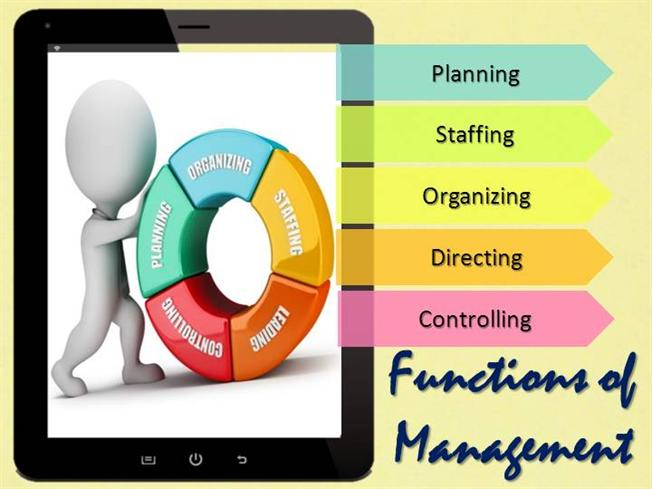 PLANNING
ORGANIZING
STAFFING
LEADING
CONTROLLING
Planning
Staffing
Organizing
Directing
Controlling
Functions of
Management